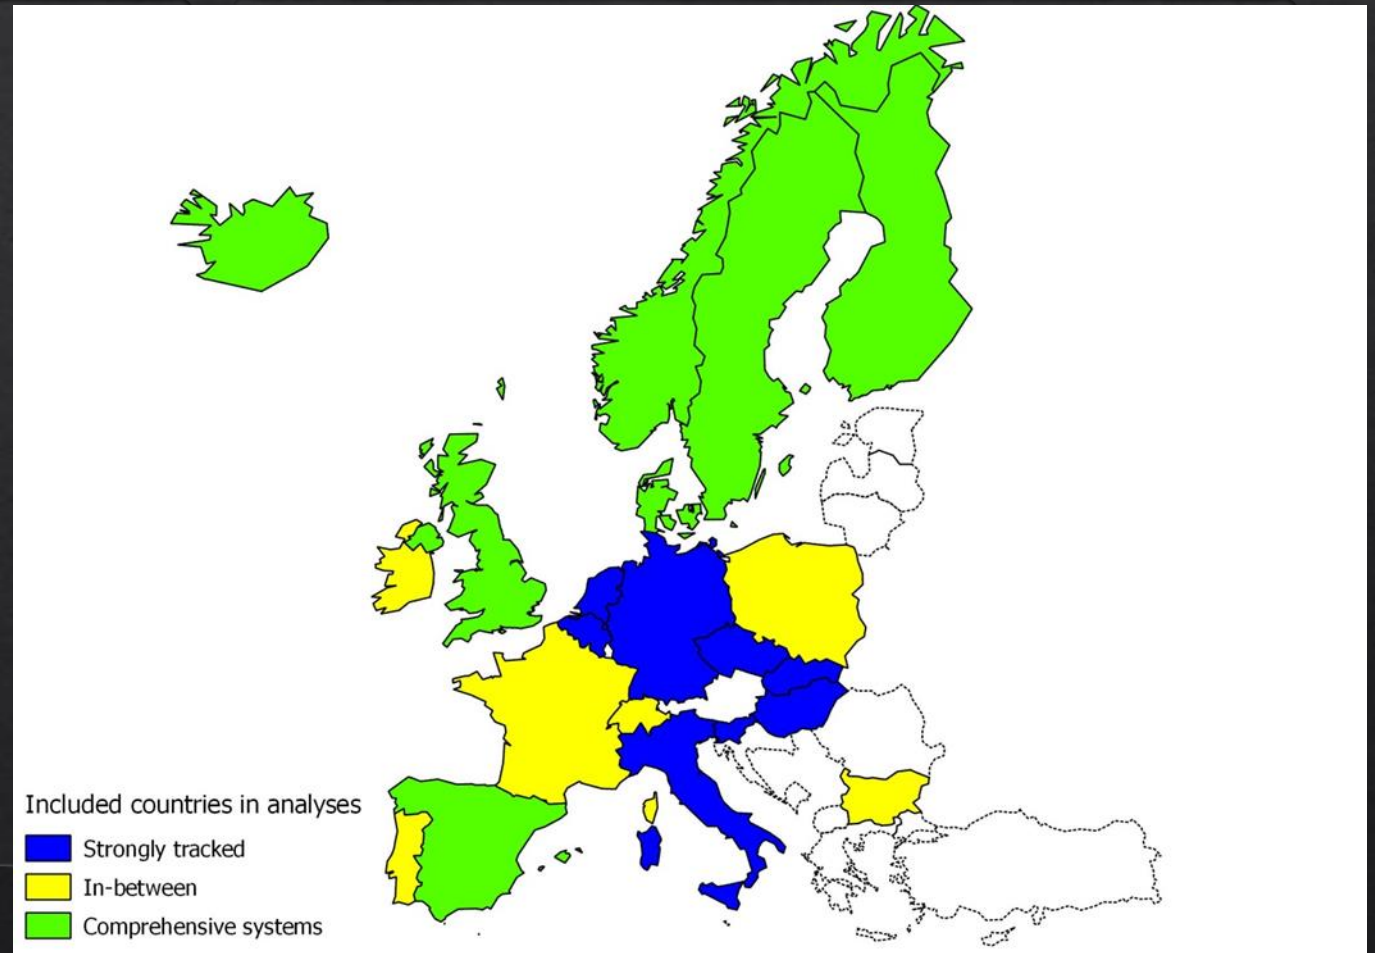 Included countries in analyses
Strongly tracked
In-between
Comprehensive systems